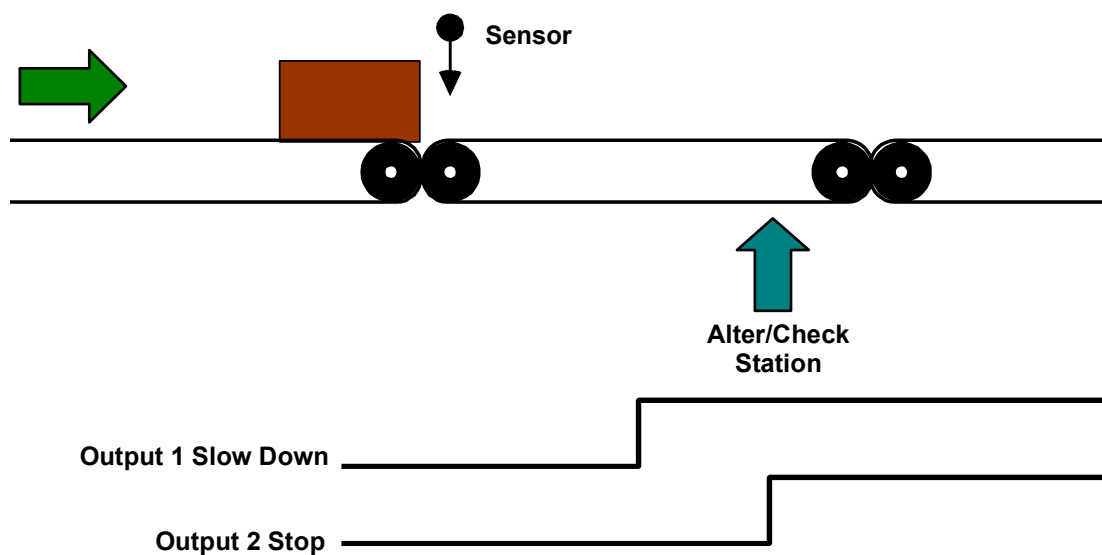 Sensor
Alter/Check
Station
Output 1 Slow Down
Output 2 Stop